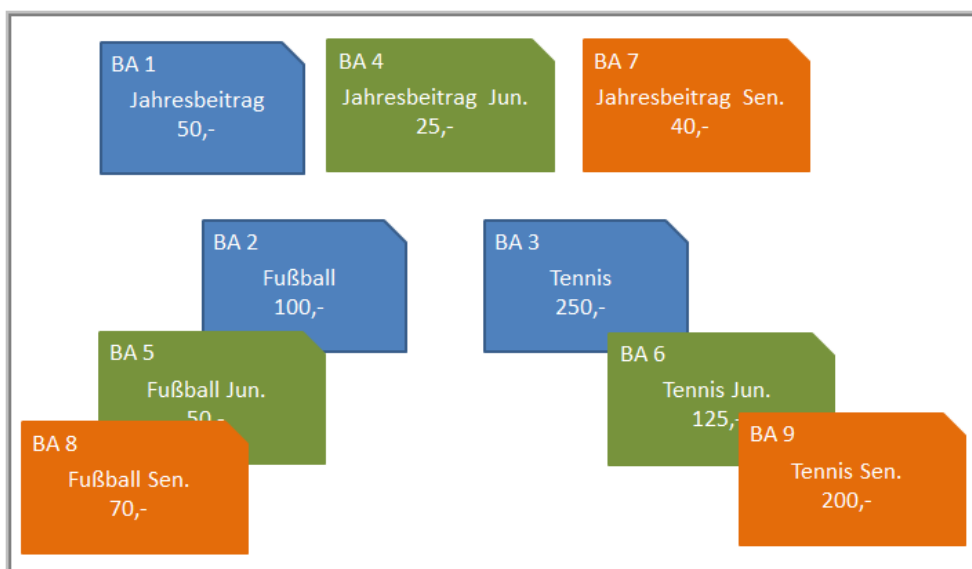 BA 1
Jahresbeitrag
50,-
BA 4
Jahresbeitrag Jun.
25,-
BA 7
Jahresbeitrag Sen.
40,-
BA 2
Fußball
100,-
BA 3
Tennis
250,-
BA 5
Fußball Jun.
50,-
BA 6
Tennis Jun.
125,-
BA 8
Fußball Sen.
70,-
BA 9
Tennis Sen.
200,-